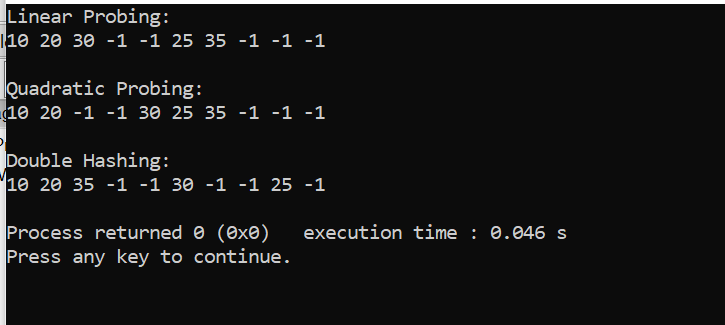 Linear Probing:
10 20 30 -1 -1 25 35 -1 -1 -1
Quadratic Probing:
10 20 -1 -1 30 25 35 -1 -1 -1
Double Hashing:
10 20 35 -1 -1 30 -1 -1 25 -1
Process returned 0 (0x0)   execution time : 0.046 s
Press any key to continue.